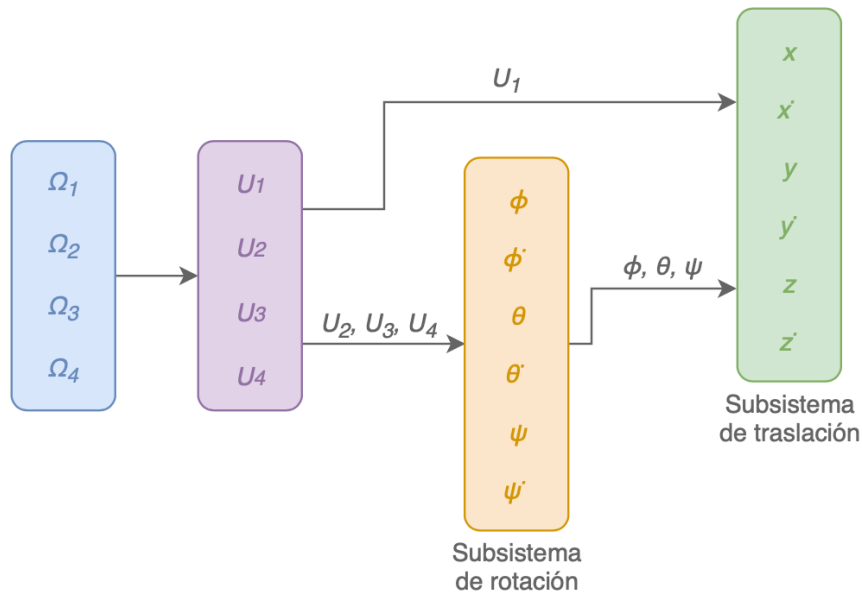 Ω1
Ω2
Ω3
Ω4
U1
U2
U3
U4
U1
U2, U3, U4
ϕ
ϕ˙
θ
θ˙
ψ
ψ˙
Subsistema
de rotación
ϕ, θ, ψ
x
x˙
y
y˙
z
z˙
Subsistema
de traslación